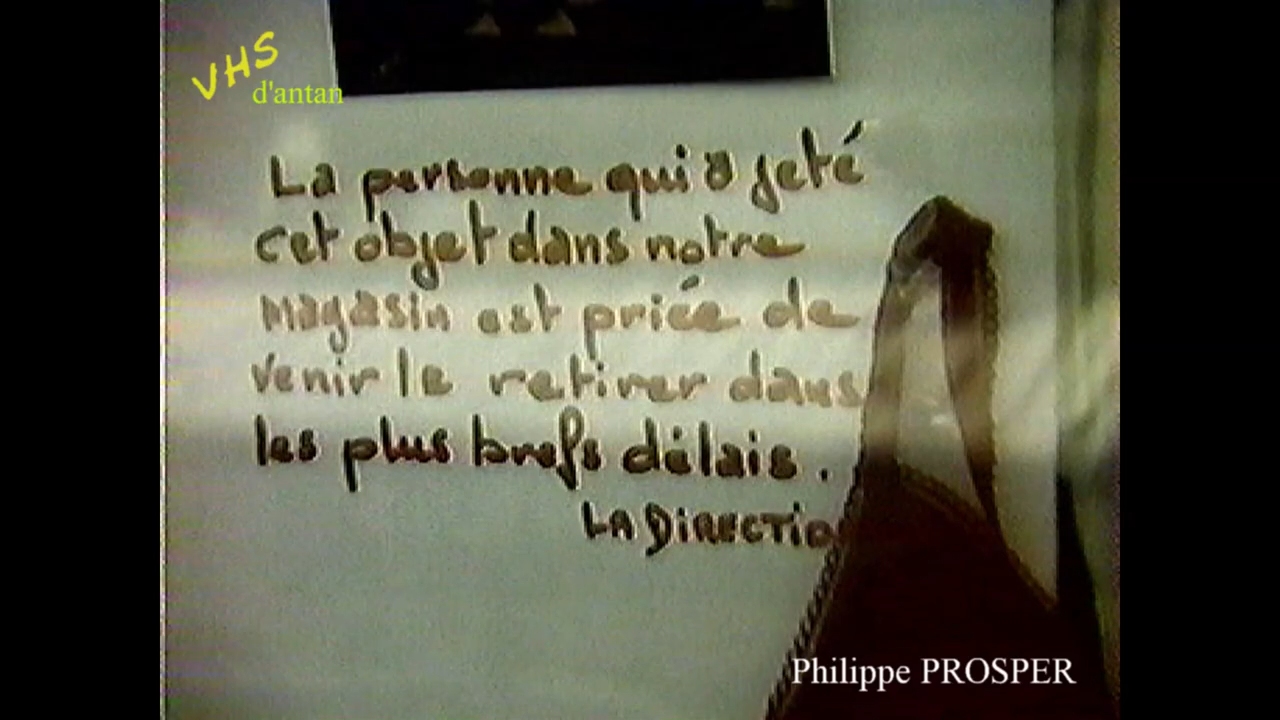 VHS
d'antan
La personne qui a jeté
cet objet dans notre
magasin est priée de
venir le retirer dans
les plus brefs délais.
LA DIRECTION
Philippe PROSPER